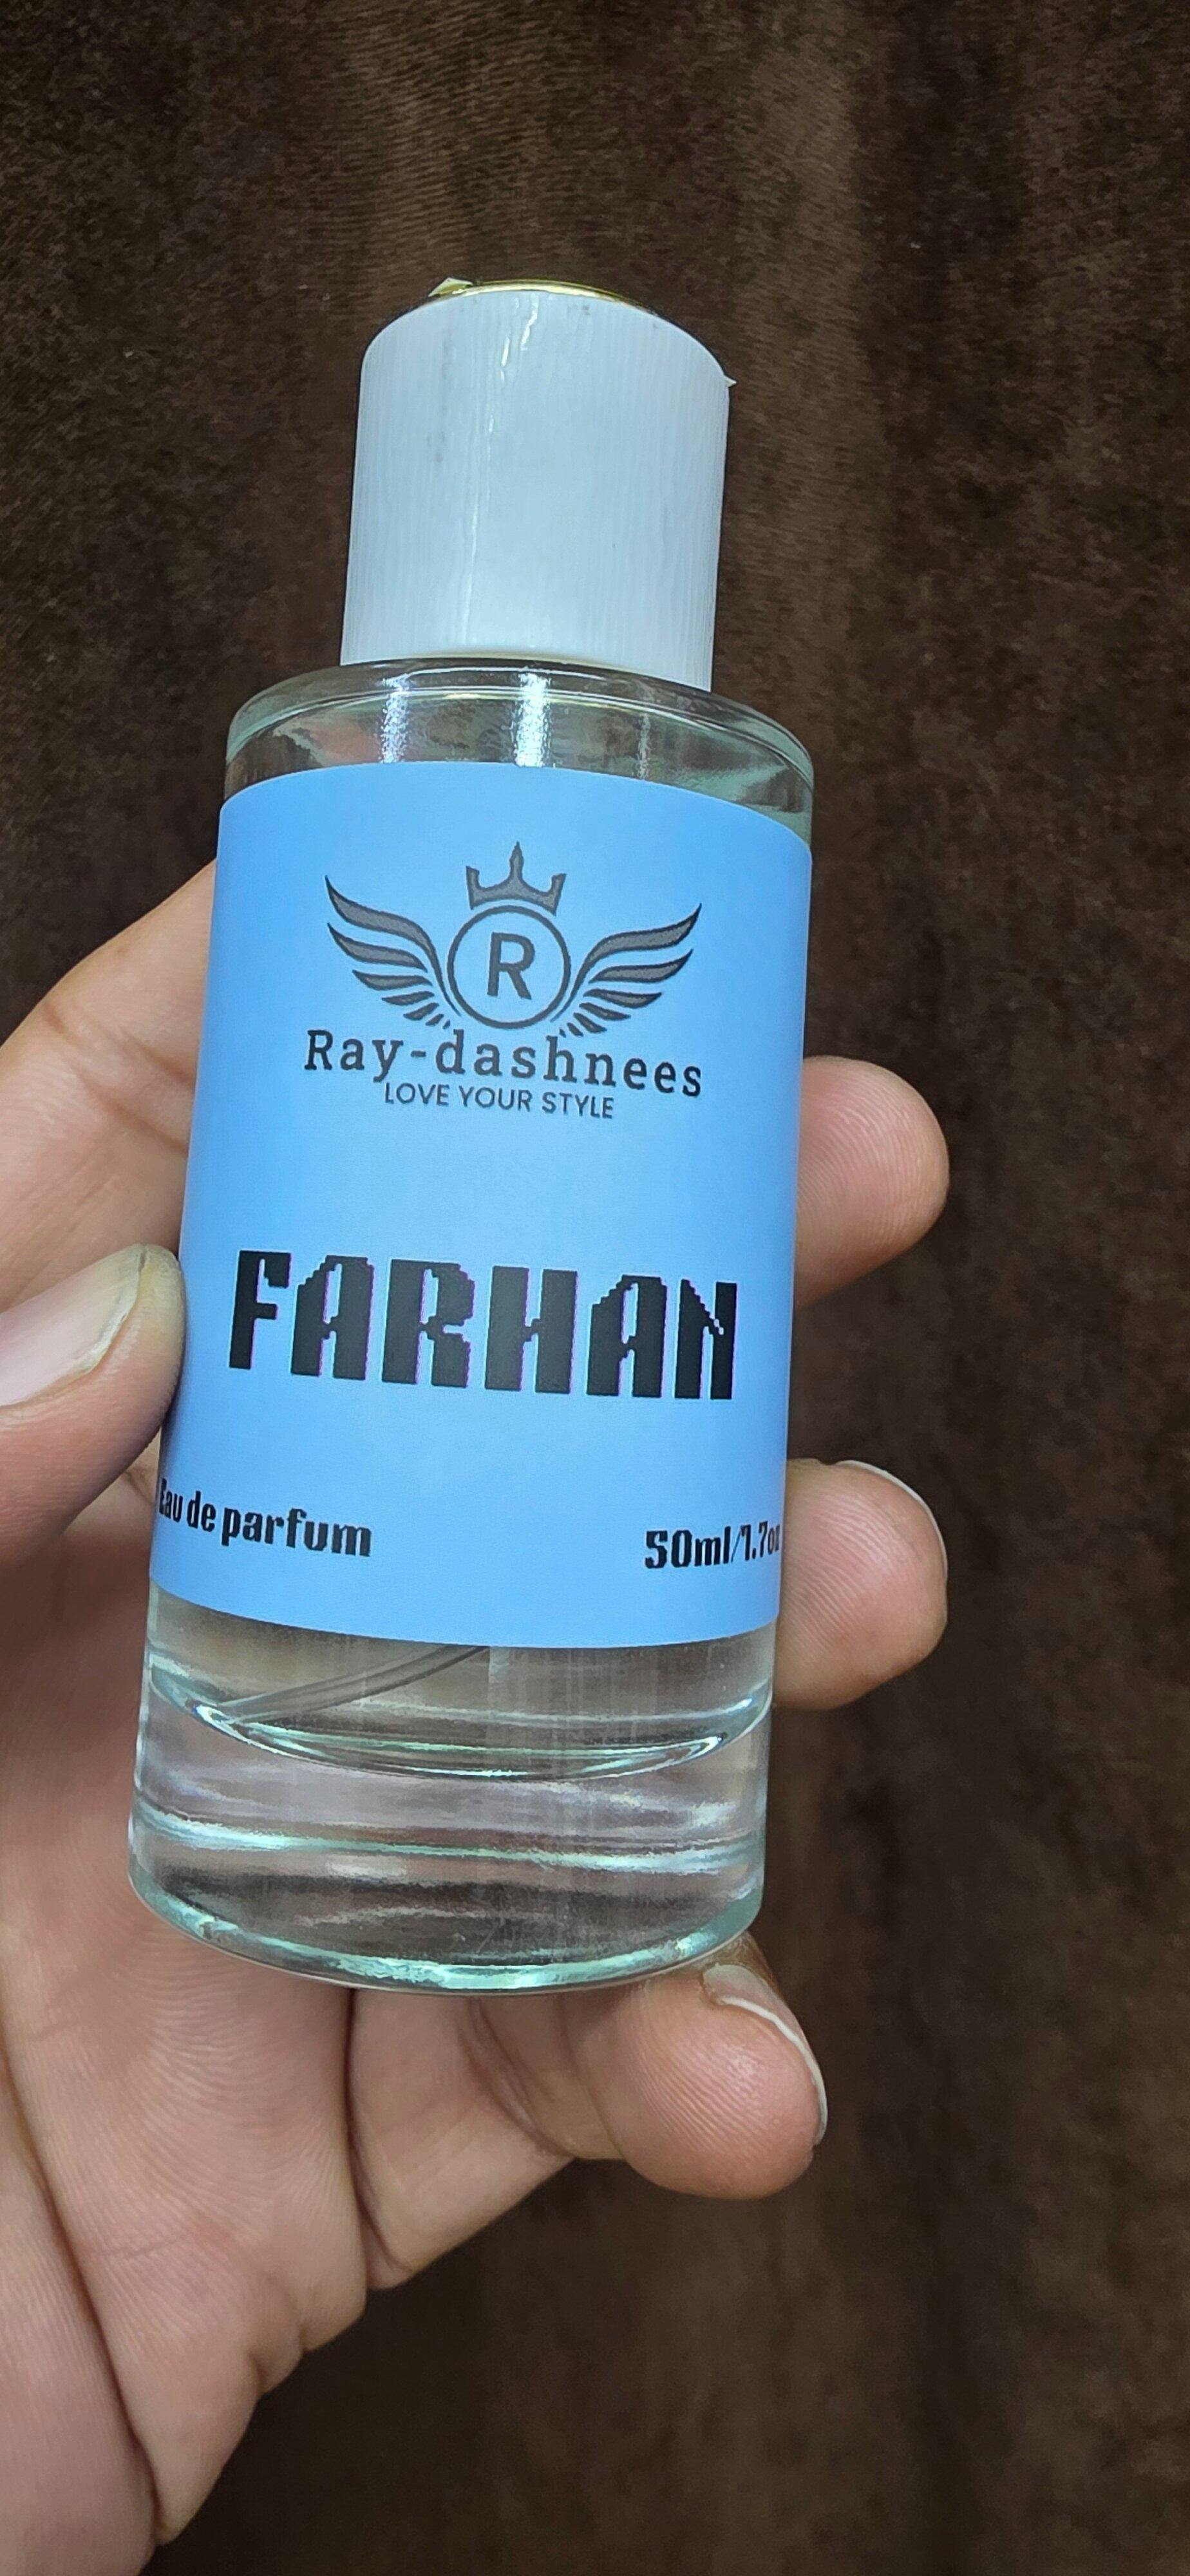 R
Ray-dashnees
LOVE YOUR STYLE
FARHAN
Eau de parfum
50ml/1.7oz